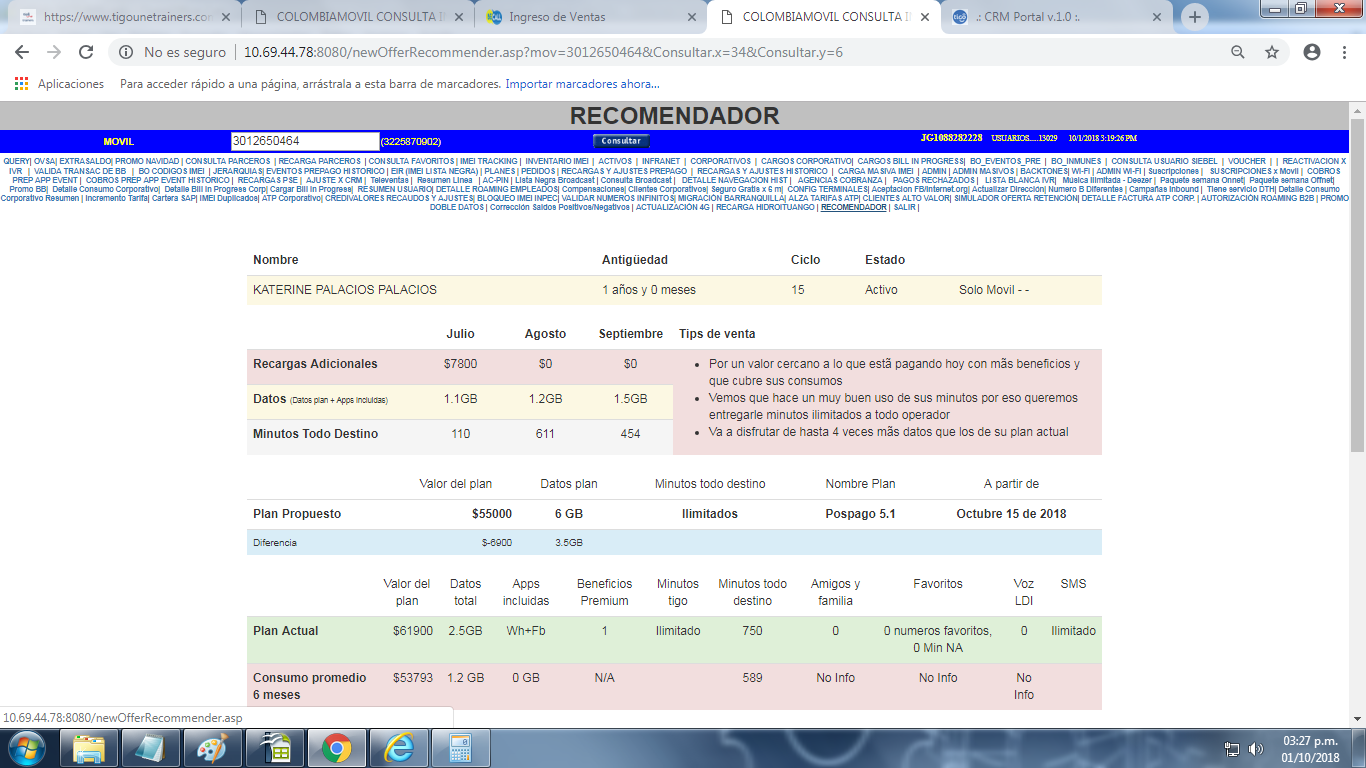 https://www.tigounetrainers.com
COLOMBIAMOVIL CONSULTA II
Ingreso de Ventas
COLOMBIAMOVIL CONSULTA II
.: CRM Portal v.1.0 :.
No es seguro | 10.69.44.78:8080/newOfferRecommender.asp?mov=3012650464&Consultar.x=34&Consultar.y=6
Aplicaciones Para acceder rápido a una página, arrástrala a esta barra de marcadores. Importar marcadores ahora...
RECOMENDADOR
MOVIL 3012650464 (3225870902) Consultar JG1088282228 USUARIOS....13029 10/1/2018 3:19:26 PM
QUERY| OVSA| EXTRASALDO| PROMO NAVIDAD | CONSULTA PARCEROS | RECARGA PARCEROS | CONSULTA FAVORITOS | IMEI TRACKING | INVENTARIO IMEI | ACTIVOS | INFRANET | CORPORATIVOS | CARGOS CORPORATIVO| CARGOS BILL IN PROGRESS| BO_EVENTOS_PRE | BO_INMUNES | CONSULTA USUARIO SIEBEL | VOUCHER | | REACTIVACION X
IVR | VALIDA TRANSAC DE BB | BO CODIGOS IMEI | JERARQUIAS| EVENTOS PREPAGO HISTORICO | EIR (IMEI LISTA NEGRA) | PLANES | PEDIDOS | RECARGAS Y AJUSTES PREPAGO | RECARGAS Y AJUSTES HISTORICO | CARGA MASIVA IMEI | ADMIN | ADMIN MASIVOS | BACKTONES| WI-FI | ADMIN WI-FI | Suscripciones | SUSCRIPCIONES x Movil | COBROS
PREP APP EVENT | COBROS PREP APP EVENT HISTORICO | RECARGAS PSE | AJUSTE X CRM | Televentas | Resumen Linea | AC-PIN | Lista Negra Broadcast | Consulta Broadcast | DETALLE NAVEGACION HIST | AGENCIAS COBRANZA | PAGOS RECHAZADOS | LISTA BLANCA IVR| Música Ilimitada - Deezer | Paquete semana Onnet| Paquete semana Offnet|
Promo BB| Detalle Consumo Corporativo| Detalle Bill In Progress Corp| Cargar Bill In Progress| RESUMEN USUARIO| DETALLE ROAMING EMPLEADOS| Compensaciones| Clientes Corporativos| Seguro Gratis x 6 m| CONFIG TERMINALES| Aceptacion FB/Internet.org| Actualizar Dirección| Numero B Diferentes | Campañas Inbound | Tiene servicio DTH| Detalle Consumo
Corporativo Resumen | Incremento Tarifa| Cartera SAP| IMEI Duplicados| ATP Corporativo| CREDIVALORES RECAUDOS Y AJUSTES| BLOQUEO IMEI INPEC| VALIDAR NUMEROS INFINITOS| MIGRACIÓN BARRANQUILLA| ALZA TARIFAS ATP| CLIENTES ALTO VALOR| SIMULADOR OFERTA RETENCIÓN| DETALLE FACTURA ATP CORP. | AUTORIZACIÓN ROAMING B2B | PROMO
DOBLE DATOS | Corrección Saldos Positivos/Negativos | ACTUALIZACIÓN 4G | RECARGA HIDROITUANGO | RECOMENDADOR | SALIR |
Nombre Antigüedad Ciclo Estado
KATERINE PALACIOS PALACIOS 1 años y 0 meses 15 Activo Solo Movil - -
Julio Agosto Septiembre Tips de venta
Recargas Adicionales $7800 $0 $0
Datos (Datos plan + Apps Incluidas) 1.1GB 1.2GB 1.5GB
Minutos Todo Destino 110 611 454
• Por un valor cercano a lo que estã pagando hoy con mãs beneficios y
que cubre sus consumos
• Vemos que hace un muy buen uso de sus minutos por eso queremos
entregarle minutos ilimitados a todo operador
• Va a disfrutar de hasta 4 veces mãs datos que los de su plan actual
Valor del plan Datos plan Minutos todo destino Nombre Plan A partir de
Plan Propuesto $55000 6 GB Ilimitados Pospago 5.1 Octubre 15 de 2018
Diferencia $-6900 3.5GB
Valor del Datos Apps Beneficios Minutos Minutos todo Amigos y Favoritos Voz SMS
plan total incluidas Premium tigo destino familia LDI
Plan Actual $61900 2.5GB Wh+Fb 1 Ilimitado 750 0 0 numeros favoritos, 0 Ilimitado
0 Min NA
Consumo promedio $53793 1.2 GB 0 GB N/A 589 No Info No Info No
6 meses Info
10.69.44.78:8080/newOfferRecommender.asp
03:27 p.m.
01/10/2018